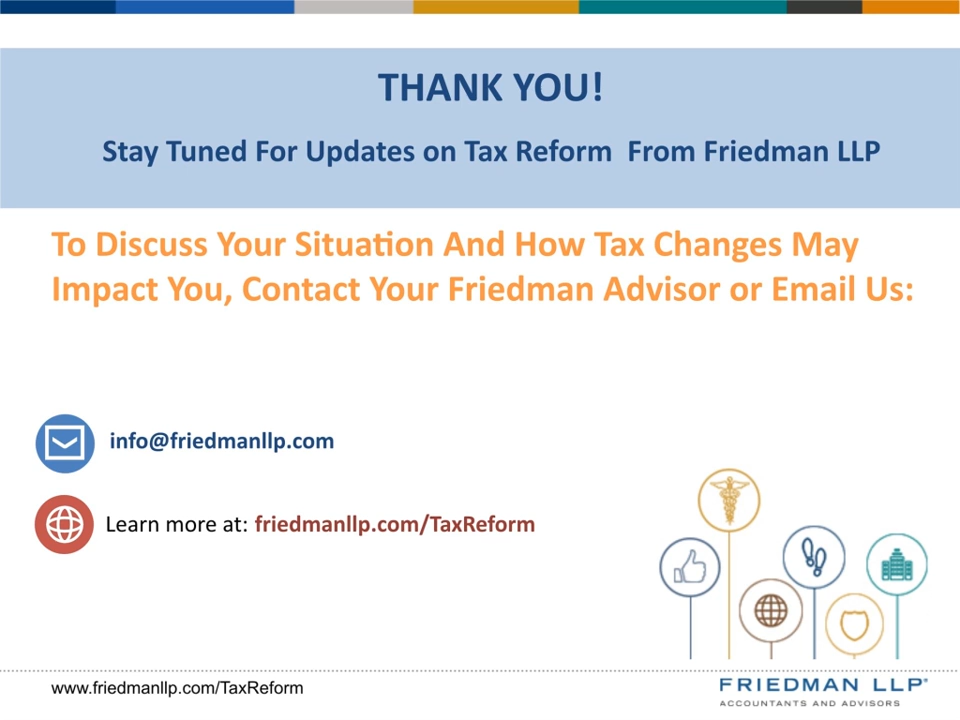 THANK YOU!
Stay Tuned For Updates on Tax Reform  From Friedman LLP
To Discuss Your Situation And How Tax Changes May
Impact You, Contact Your Friedman Advisor or Email Us:
info@friedmanllp.com
Learn more at: friedmanllp.com/TaxReform
www.friedmanllp.com/TaxReform
FRIEDMAN LLP®
ACCOUNTANTS AND ADVISORS